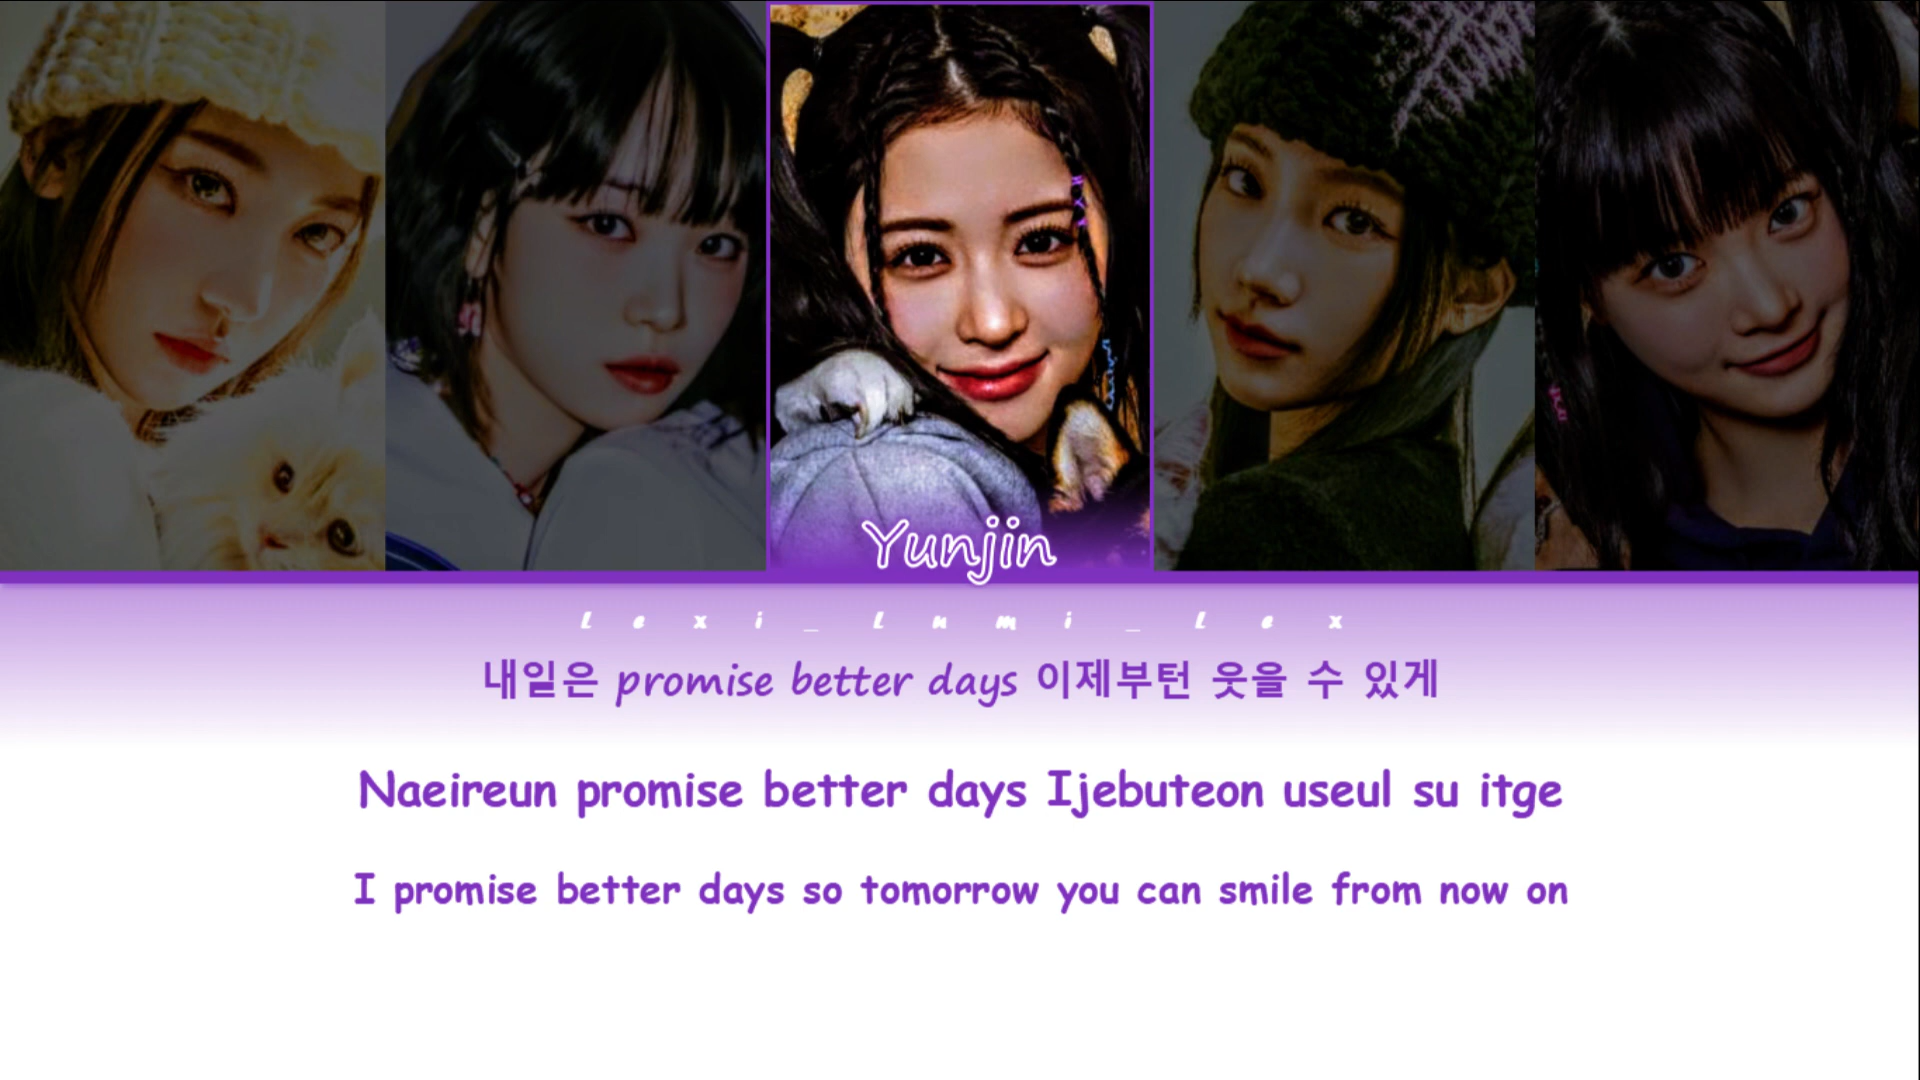 Yunjin
Lexi_Lumi_Lex
내일은 promise better days 이제부턴 웃을 수 있게
Naeireun promise better days Ijebuteon useul su itge
I promise better days so tomorrow you can smile from now on